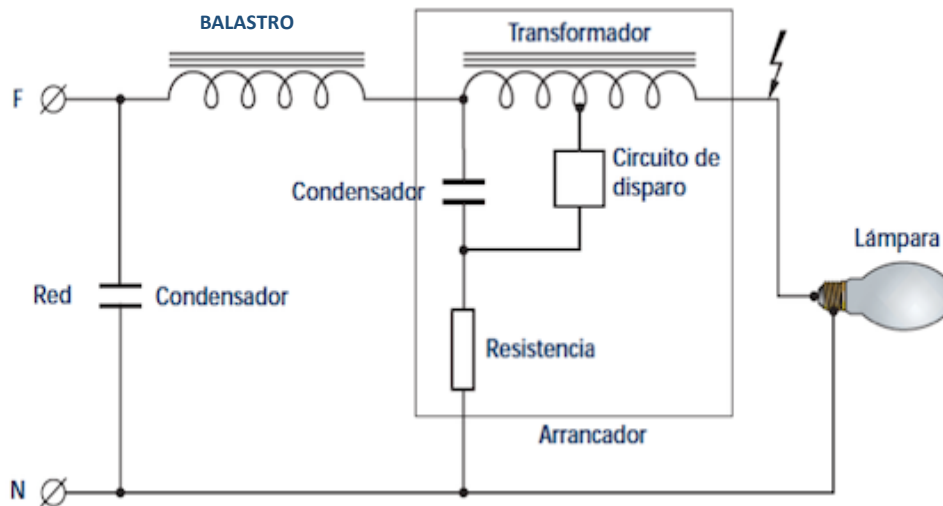 BALASTRO
Transformador
F
Circuito de
disparo
Condensador
Lámpara
Red
Condensador
Resistencia
Arrancador
N